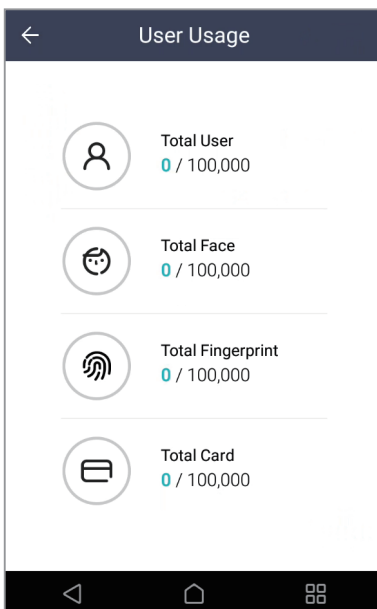 User Usage
Total User
0 / 100,000
Total Face
0 / 100,000
Total Fingerprint
0 / 100,000
Total Card
0 / 100,000